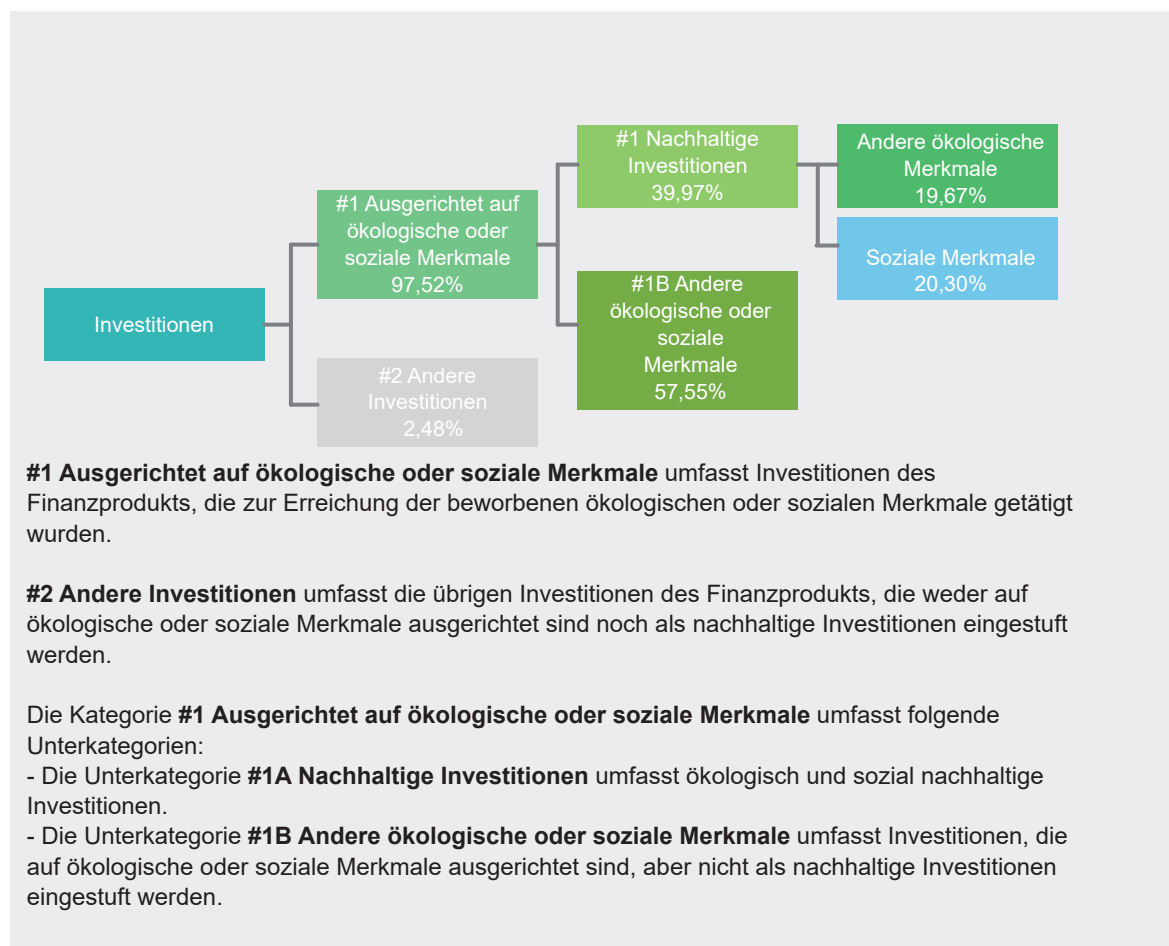 Investitionen
#1 Ausgerichtet auf
ökologische oder
soziale Merkmale
97,52%
#2 Andere
Investitionen
2,48%
#1 Nachhaltige
Investitionen
39,97%
#1B Andere
ökologische oder
soziale
Merkmale
57,55%
Andere ökologische
Merkmale
19,67%
Soziale Merkmale
20,30%
#1 Ausgerichtet auf ökologische oder soziale Merkmale umfasst Investitionen des
Finanzprodukts, die zur Erreichung der beworbenen ökologischen oder sozialen Merkmale getätigt
wurden.
#2 Andere Investitionen umfasst die übrigen Investitionen des Finanzprodukts, die weder auf
ökologische oder soziale Merkmale ausgerichtet sind noch als nachhaltige Investitionen eingestuft
werden.
Die Kategorie #1 Ausgerichtet auf ökologische oder soziale Merkmale umfasst folgende
Unterkategorien:
- Die Unterkategorie #1A Nachhaltige Investitionen umfasst ökologisch und sozial nachhaltige
Investitionen.
- Die Unterkategorie #1B Andere ökologische oder soziale Merkmale umfasst Investitionen, die
auf ökologische oder soziale Merkmale ausgerichtet sind, aber nicht als nachhaltige Investitionen
eingestuft werden.